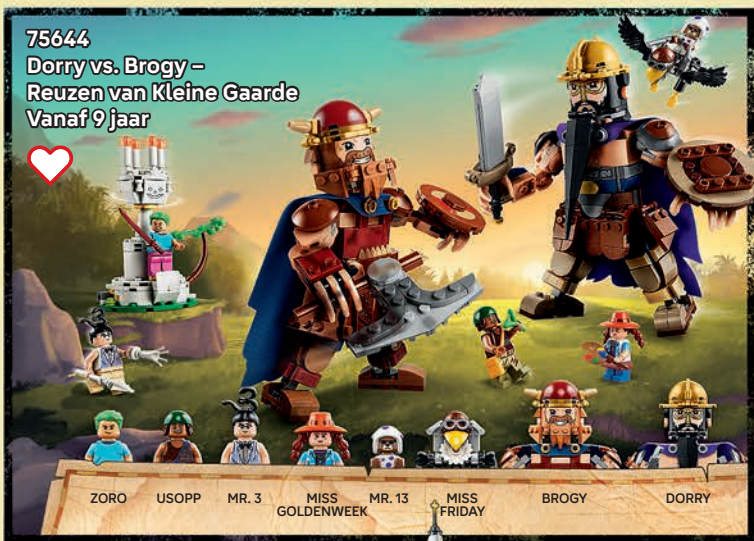 75644
Dorry vs. Brogy –
Reuzen van Kleine Gaarde
Vanaf 9 jaar
ZORO
USOPP
MR. 3
MISS
GOLDENWEEK
MR. 13
MISS
FRIDAY
BROGY
DORRY